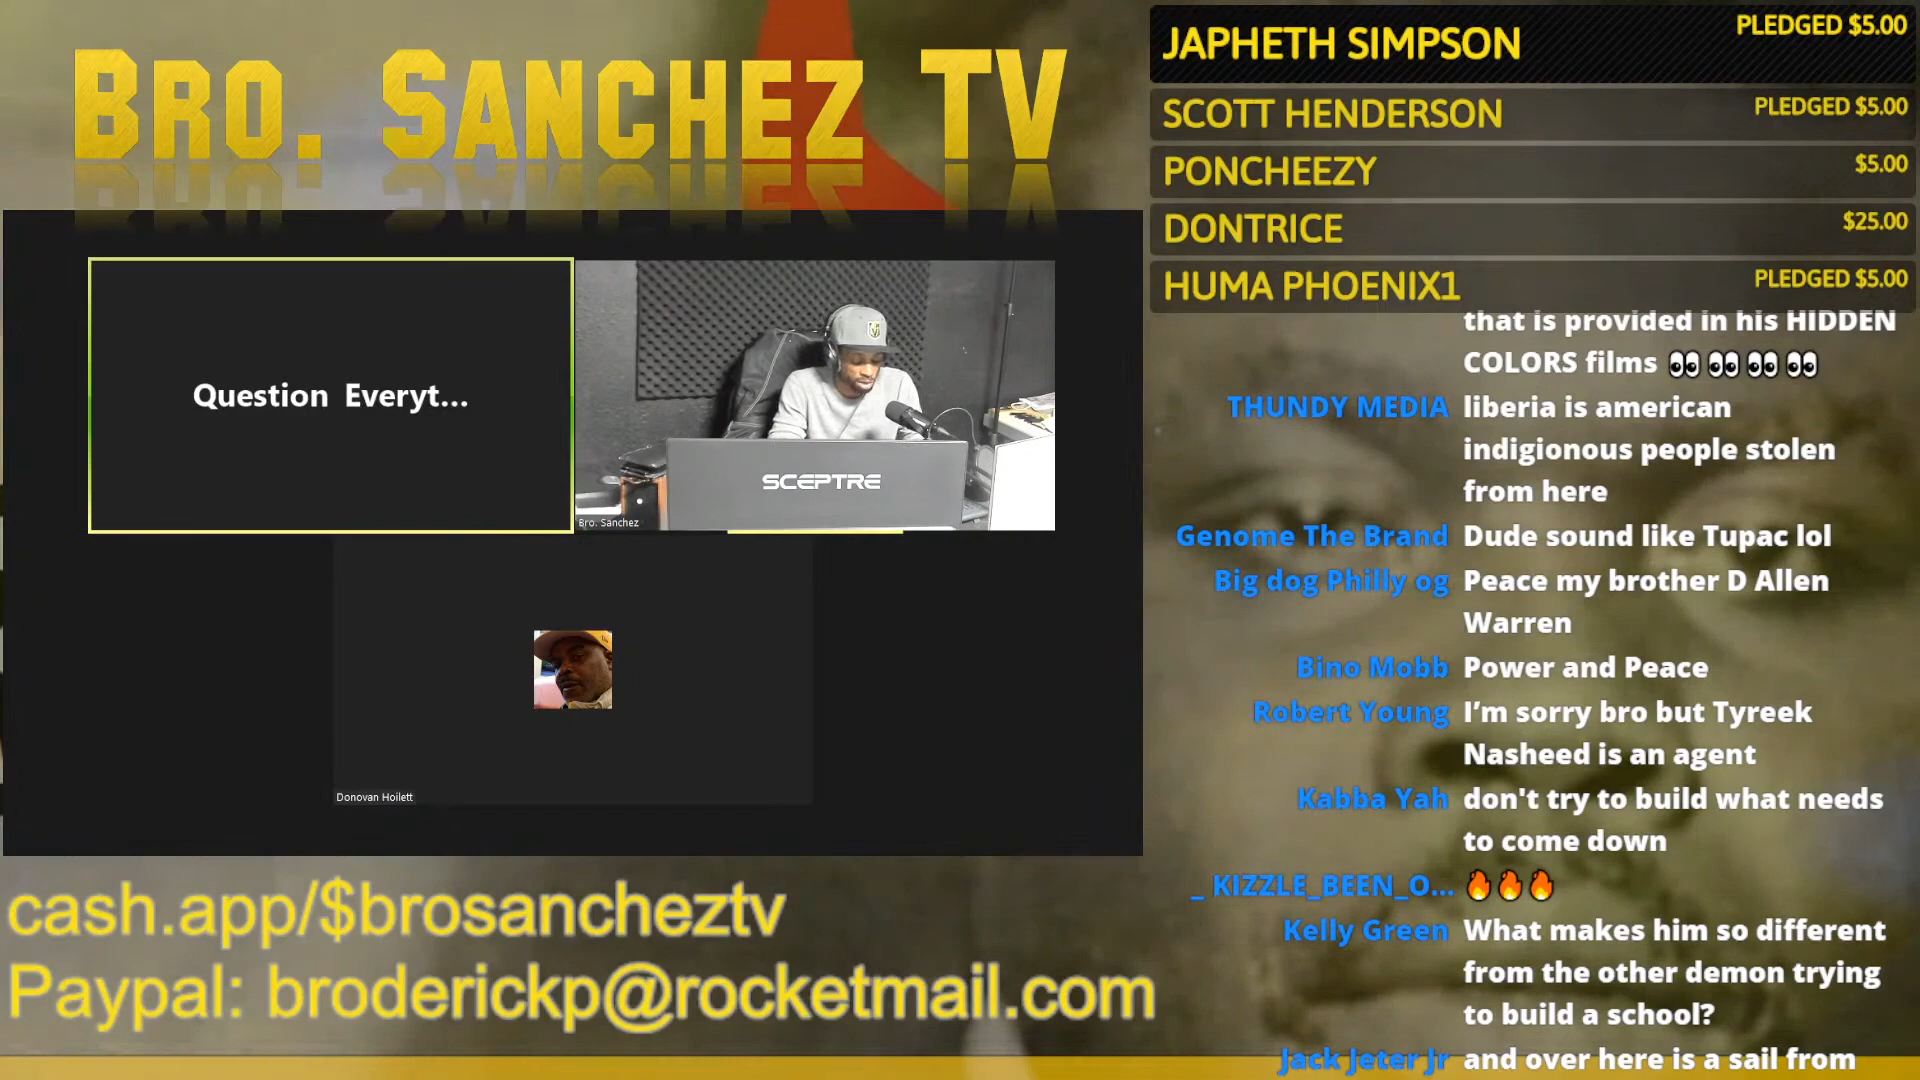 BRO. SANCHEZ TV
JAPHETH SIMPSON PLEDGED $5.00
SCOTT HENDERSON PLEDGED $5.00
PONCHEEZY $5.00
DONTRICE $25.00
HUMA PHOENIX1 PLEDGED $5.00
Question Everyt...
SCEPTRE
Bro. Sanchez
Donovan Hoilett
that is provided in his HIDDEN
COLORS films 👀 👀 👀 👀
THUNDY MEDIA liberia is american
indigionous people stolen
from here
Genome The Brand Dude sound like Tupac lol
Big dog Philly og Peace my brother D Allen
Warren
Bino Mobb Power and Peace
Robert Young I’m sorry bro but Tyreek
Nasheed is an agent
Kabba Yah don't try to build what needs
to come down
_ KIZZLE_BEEN_O... 🔥🔥🔥
Kelly Green What makes him so different
from the other demon trying
to build a school?
Jack Jeter Jr and over here is a sail from
cash.app/$brosancheztv
Paypal: broderickp@rocketmail.com